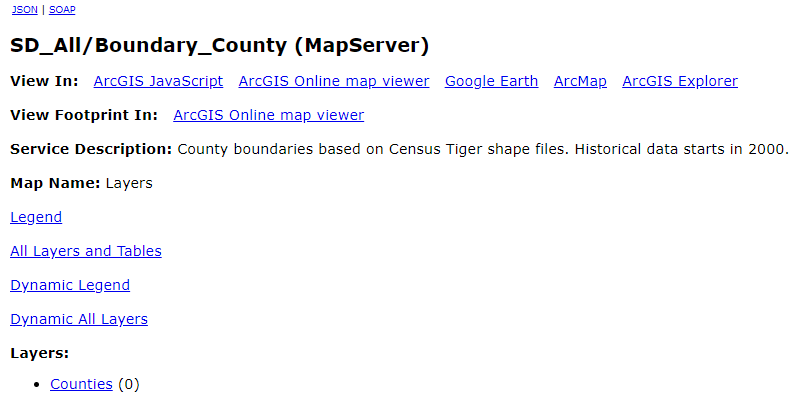 JSON | SOAP
SD_All/Boundary_County (MapServer)
View In: ArcGIS JavaScript ArcGIS Online map viewer Google Earth ArcMap ArcGIS Explorer
View Footprint In: ArcGIS Online map viewer
Service Description: County boundaries based on Census Tiger shape files. Historical data starts in 2000.
Map Name: Layers
Legend
All Layers and Tables
Dynamic Legend
Dynamic All Layers
Layers:
• Counties (0)